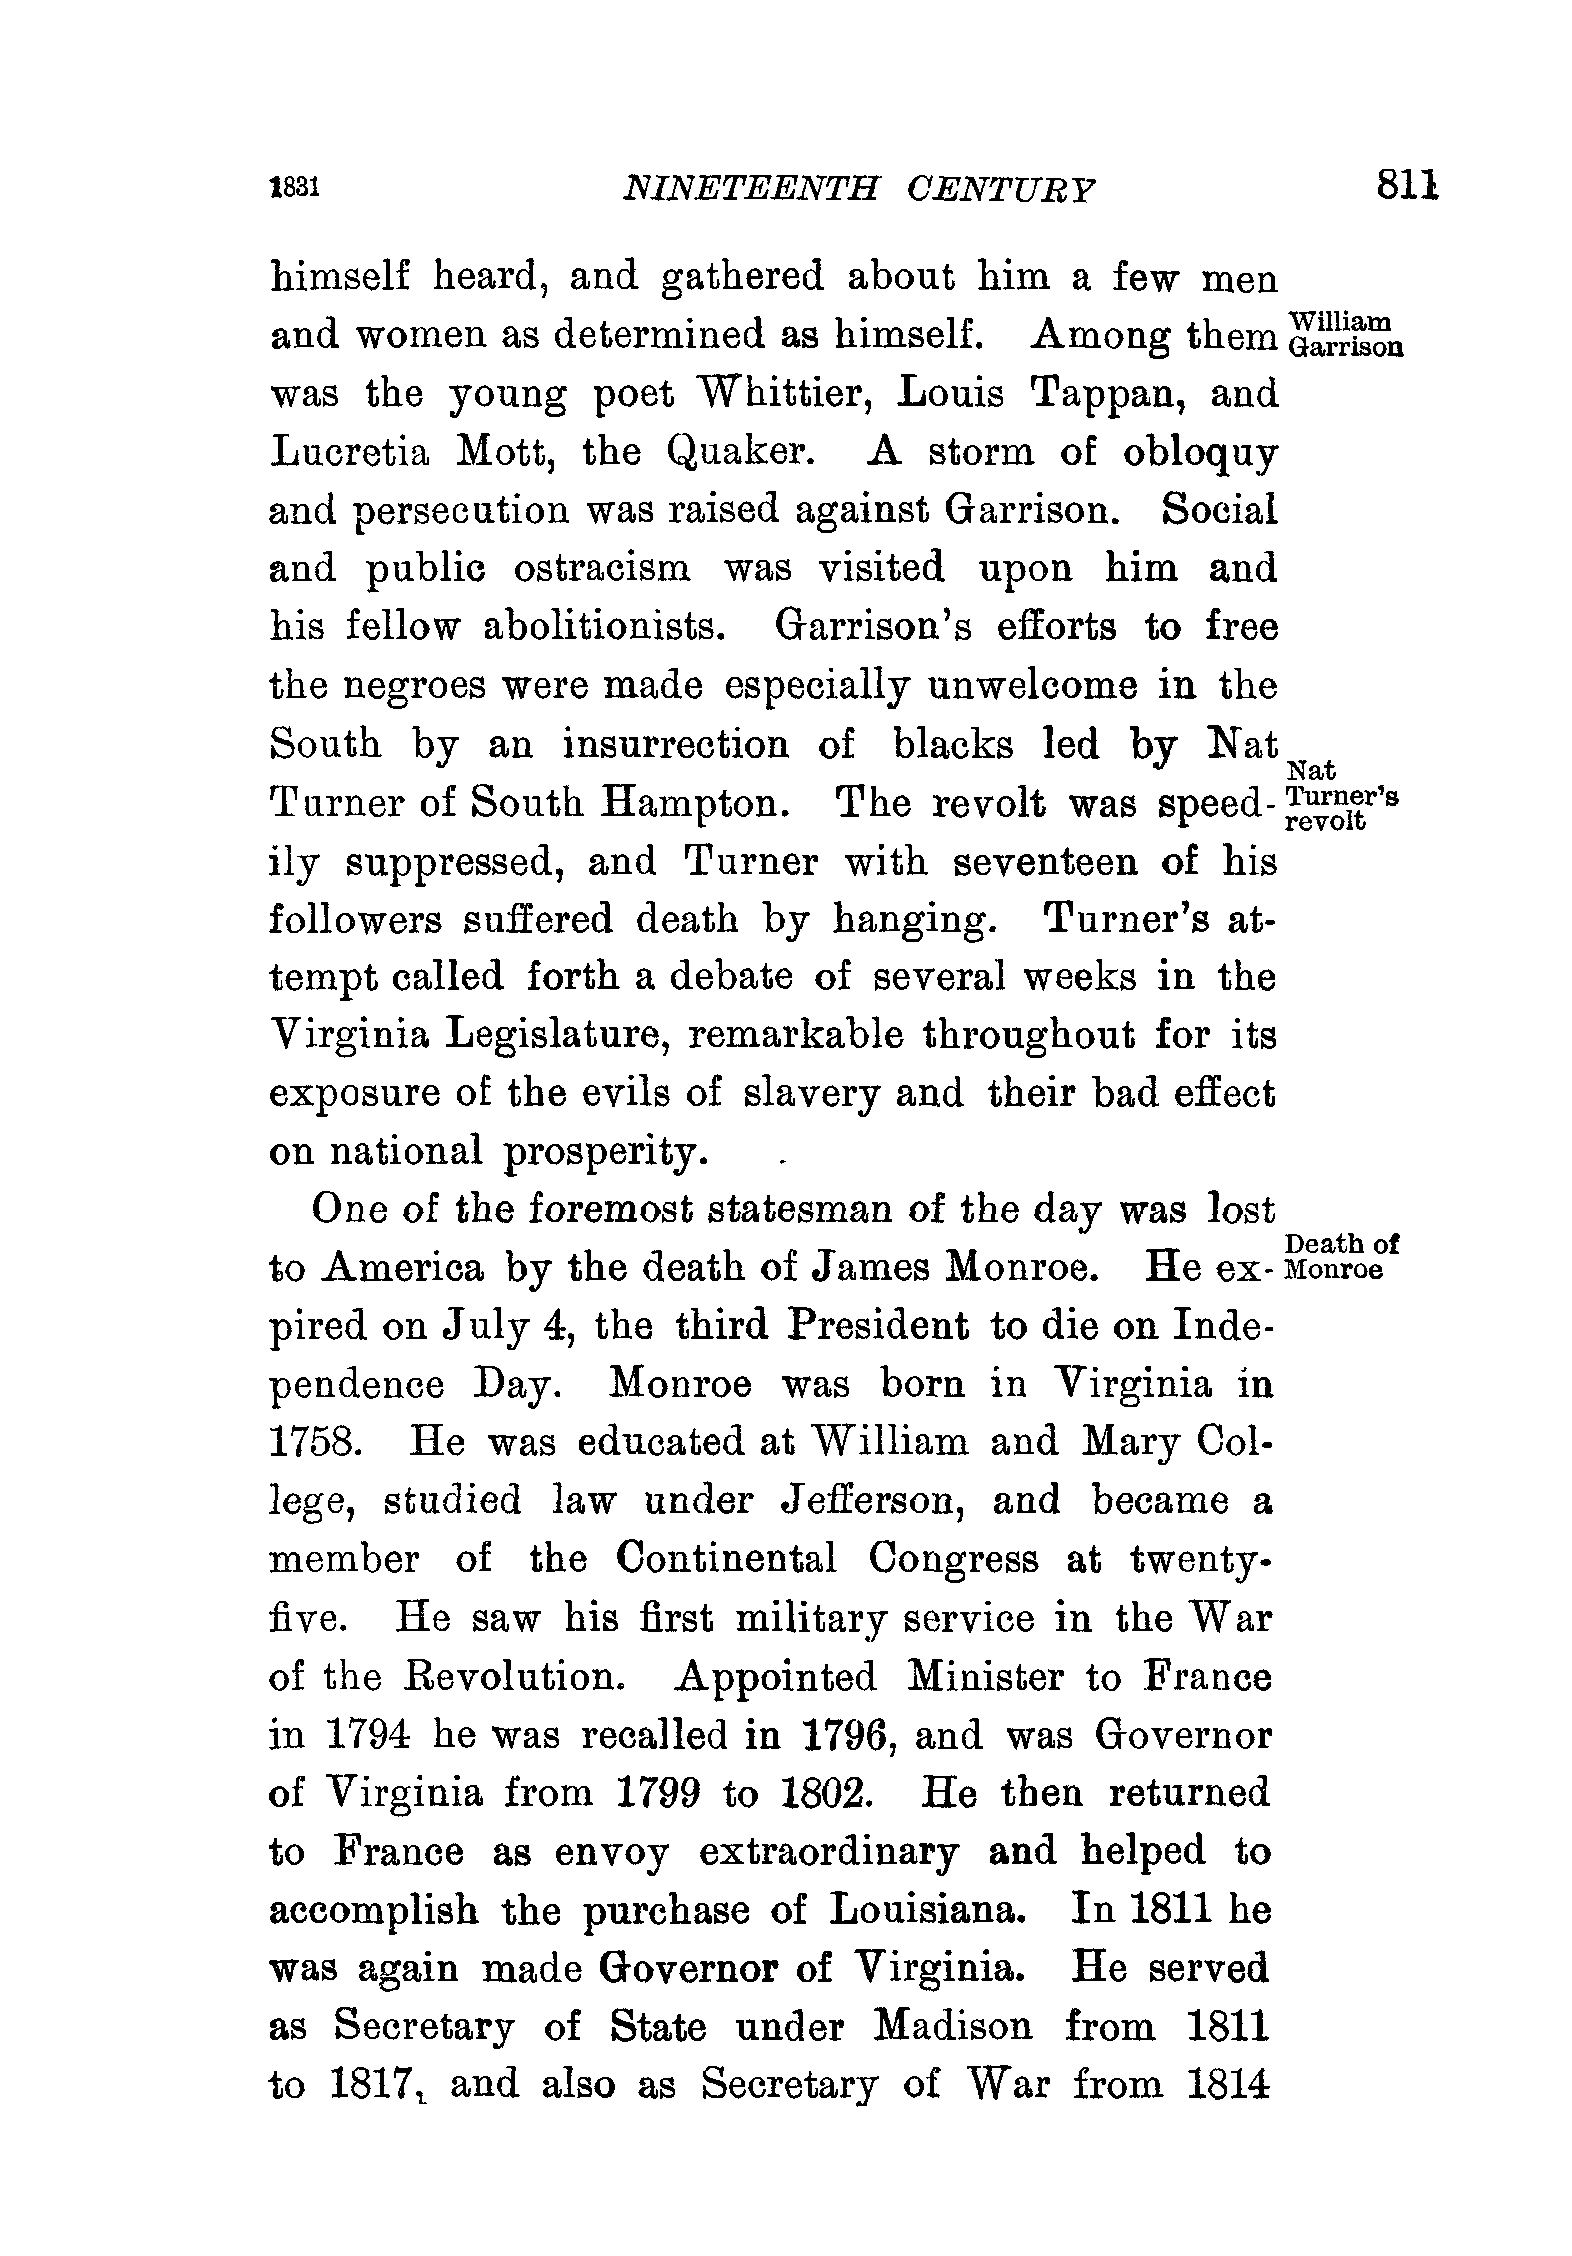 1831 NINETEENTH CENTURY 811
himself heard, and gathered about him a few men
and women as determined as himself. Among them
William
Garrison
was the young poet Whittier, Louis Tappan, and
Lucretia Mott, the Quaker. A storm of obloquy
and persecution was raised against Garrison. Social
and public ostracism was visited upon him and
his fellow abolitionists. Garrison's efforts to free
the negroes were made especially unwelcome in the
South by an insurrection of blacks led by Nat
Turner of South Hampton. The revolt was speed-
Nat
Turner's
revolt
ily suppressed, and Turner with seventeen of his
followers suffered death by hanging. Turner's at-
tempt called forth a debate of several weeks in the
Virginia Legislature, remarkable throughout for its
exposure of the evils of slavery and their bad effect
on national prosperity.
One of the foremost statesman of the day was lost
to America by the death of James Monroe. He ex-
Death of
Monroe
pired on July 4, the third President to die on Inde-
pendence Day. Monroe was born in Virginia in
1758. He was educated at William and Mary Col-
lege, studied law under Jefferson, and became a
member of the Continental Congress at twenty-
five. He saw his first military service in the War
of the Revolution. Appointed Minister to France
in 1794 he was recalled in 1796, and was Governor
of Virginia from 1799 to 1802. He then returned
to France as envoy extraordinary and helped to
accomplish the purchase of Louisiana. In 1811 he
was again made Governor of Virginia. He served
as Secretary of State under Madison from 1811
to 1817, and also as Secretary of War from 1814